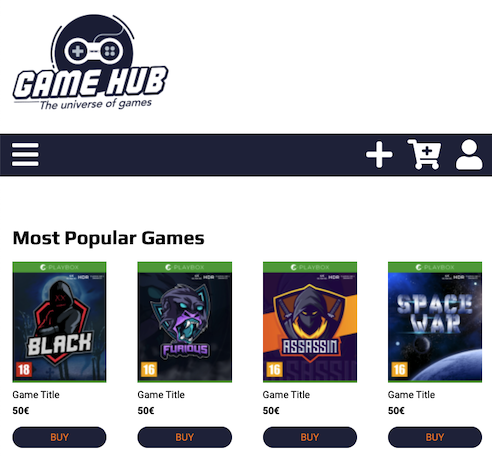 GAME HUB
The universe of games
Most Popular Games
PLAYBOX PLAYBOX PLAYBOX PLAYBOX
HDR HDR HDR HDR
BLACK FURIOUS ASSASSIN SPACE WAR
18 16 16 16
Game Title Game Title Game Title Game Title
50€ 50€ 50€ 50€
BUY BUY BUY BUY